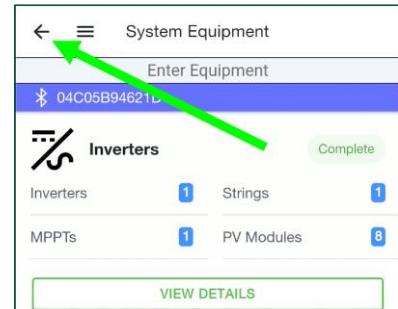 System Equipment
Enter Equipment
04C05B94621D
Inverters
Complete
Inverters 1 Strings 1
MPPTs 1 PV Modules 8
VIEW DETAILS